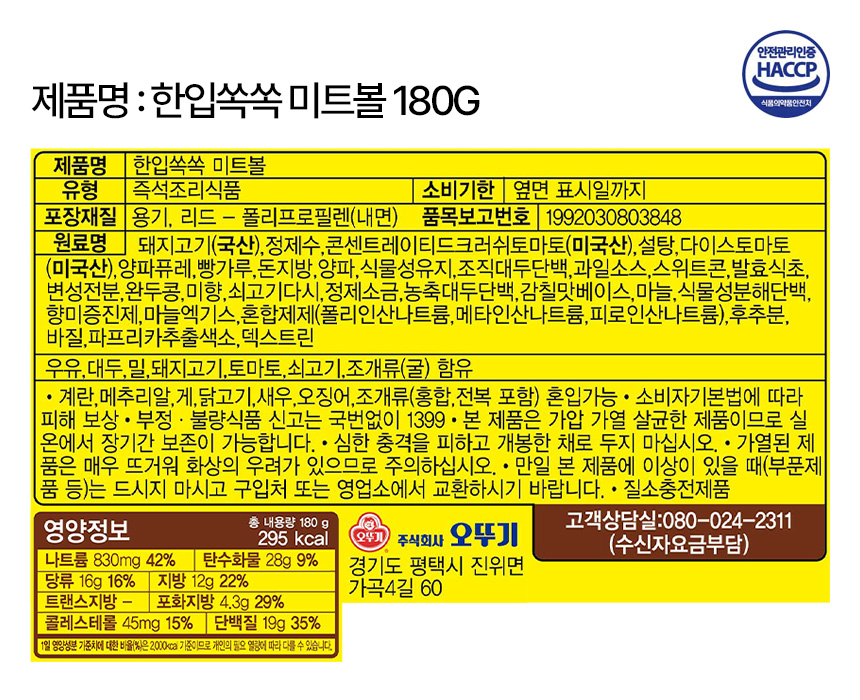 안전관리인증
HACCP
식품의약품안전처
제품명 : 한입쏙쏙 미트볼 180G
제품명 한입쏙쏙 미트볼
유형 즉석조리식품 소비기한 옆면 표시일까지
포장재질 용기, 리드 – 폴리프로필렌(내면) 품목보고번호 1992030803848
원료명 돼지고기(국산),정제수,콘센트레이티드크러쉬토마토(미국산),설탕,다이스토마토
(미국산),양파퓨레,빵가루,돈지방,양파,식물성유지,조직대두단백,과일소스,스위트콘,발효식초,
변성전분,완두콩,미향,쇠고기다시,정제소금,농축대두단백,감칠맛베이스,마늘,식물성분해단백,
향미증진제,마늘엑기스,혼합제제(폴리인산나트륨,메타인산나트륨,피로인산나트륨),후추분,
바질,파프리카추출색소,덱스트린
우유,대두,밀,돼지고기,토마토,쇠고기,조개류(굴) 함유
• 계란,메추리알,게,닭고기,새우,오징어,조개류(홍합,전복 포함) 혼입가능 • 소비자기본법에 따라
피해 보상 • 부정 · 불량식품 신고는 국번없이 1399 • 본 제품은 가압 가열 살균한 제품이므로 실
온에서 장기간 보존이 가능합니다. • 심한 충격을 피하고 개봉한 채로 두지 마십시오. • 가열된 제
품은 매우 뜨거워 화상의 우려가 있으므로 주의하십시오. • 만일 본 제품에 이상이 있을 때(부푼제
품 등)는 드시지 마시고 구입처 또는 영업소에서 교환하시기 바랍니다. • 질소충전제품
영양정보 총 내용량 180 g
295 kcal
나트륨 830mg 42% 탄수화물 28g 9%
당류 16g 16% 지방 12g 22%
트랜스지방 – 포화지방 4.3g 29%
콜레스테롤 45mg 15% 단백질 19g 35%
1일 영양성분 기준치에 대한 비율(%)은 2,000kcal 기준이므로 개인의 필요 열량에 따라 다를 수 있습니다.
오뚜기 주식회사 오뚜기
경기도 평택시 진위면
가곡4길 60
고객상담실:080–024–2311
(수신자요금부담)